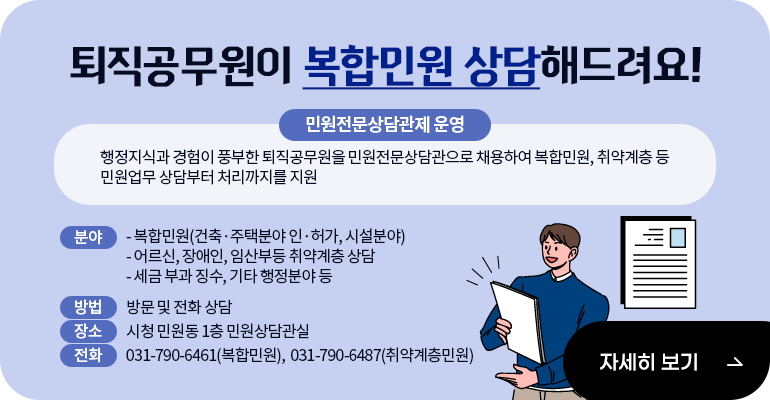 퇴직공무원이 복합민원 상담해드려요!
민원전문상담관제 운영
행정지식과 경험이 풍부한 퇴직공무원을 민원전문상담관으로 채용하여 복합민원, 취약계층 등
민원업무 상담부터 처리까지를 지원
분야 - 복합민원(건축·주택분야 인·허가, 시설분야)
- 어르신, 장애인, 임산부등 취약계층 상담
- 세금 부과 징수, 기타 행정분야 등
방법 방문 및 전화 상담
장소 시청 민원동 1층 민원상담관실
전화 031-790-6461(복합민원), 031-790-6487(취약계층민원)
자세히 보기